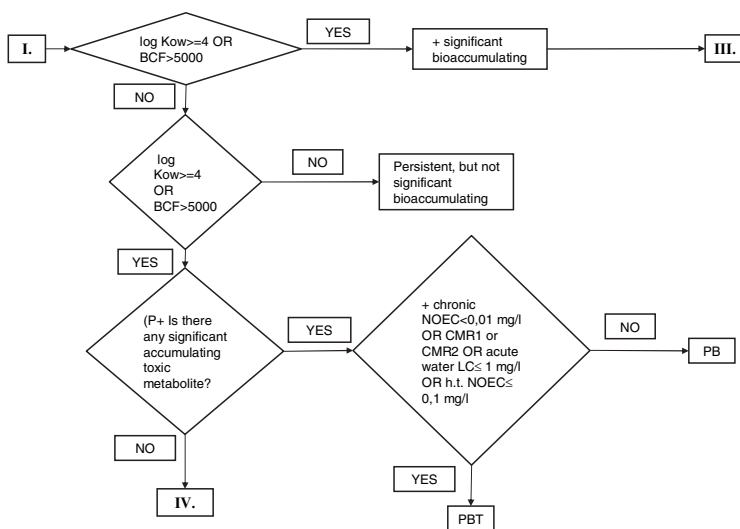 I.
log Kow>=4 OR
BCF>5000
YES
+ significant
bioaccumulating
III.
NO
log
Kow>=4
OR
BCF>5000
NO
Persistent, but not
significant
bioaccumulating
YES
(P+ Is there
any significant
accumulating
toxic
metabolite?
YES
+ chronic
NOEC<0,01 mg/l
OR CMR1 or
CMR2 OR acute
water LC≤ 1 mg/l
OR h.t. NOEC≤
0,1 mg/l
NO
PB
NO
IV.
YES
PBT